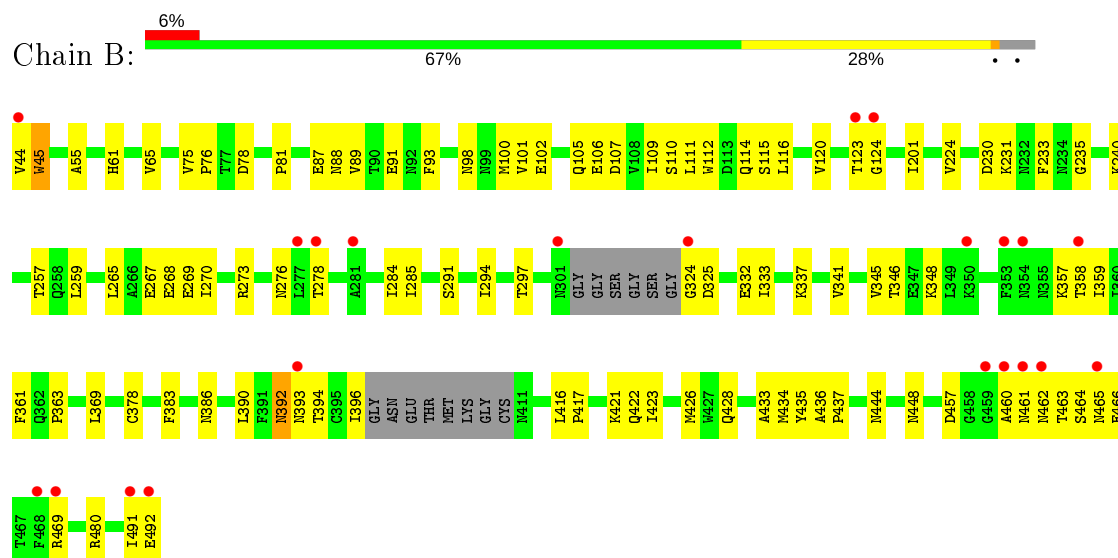 6%
Chain B:
67% 28% • •
V44 W45 A55 H61 V65 V75 P76 T77 D78 P81 E87 N88 V89 T90 E91 N92 F93 N98 N99 M100 V101 E102 Q105 E106 D107 V108 I109 S110 L111 W112 D113 Q114 S115 L116 V120 T123 G124 I201 V224 D230 K231 N232 F233 N234 G235 K240
T257 Q258 L259 L265 A266 E267 E268 E269 I270 R273 N276 L277 T278 A281 I284 I285 S291 I294 T297 N301 GLY GLY SER GLY SER GLY G324 D325 E332 I333 K337 V341 V345 T346 E347 K348 L349 K350 F353 N354 N355 K357 T358 I359 I360
F361 Q362 P363 L369 C378 F383 N386 L390 F391 N392 N393 T394 C395 I396 GLY ASN GLU THR MET LYS GLY CYS N411 L416 P417 K421 Q422 I423 M426 W427 Q428 A433 M434 Y435 A436 P437 N444 N448 D457 G458 G459 A460 N461 N462 T463 S464 N465 E466
T467 F468 R469 R480 I491 E492